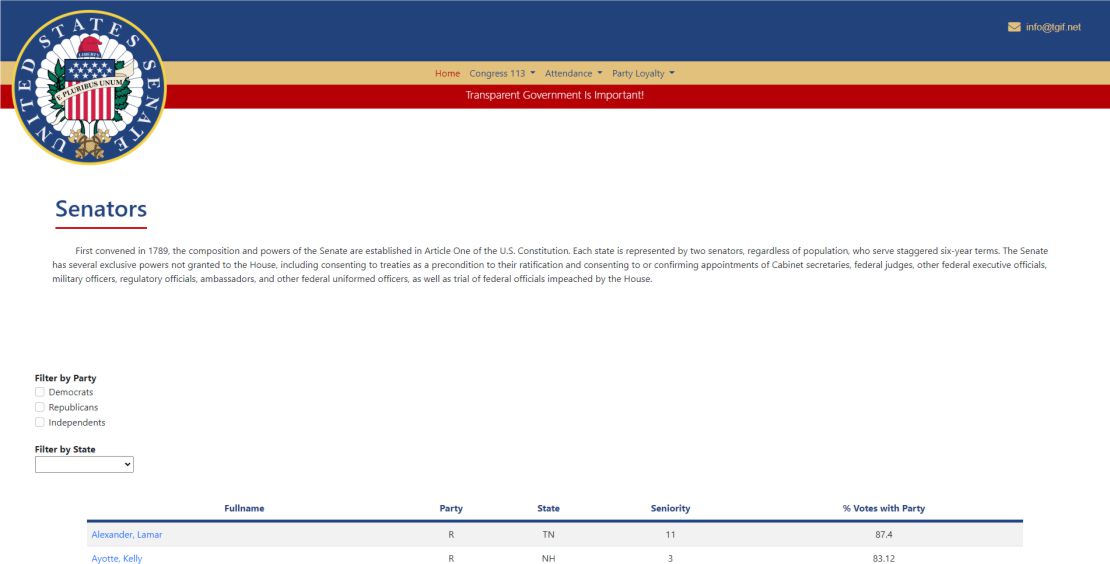 UNITED STATES SENATE
LIBERTY
E PLURIBUS UNUM
info@tgif.net
Home Congress 113 Attendance Party Loyalty
Transparent Government Is Important!
Senators
First convened in 1789, the composition and powers of the Senate are established in Article One of the U.S. Constitution. Each state is represented by two senators, regardless of population, who serve staggered six-year terms. The Senate
has several exclusive powers not granted to the House, including consenting to treaties as a precondition to their ratification and consenting to or confirming appointments of Cabinet secretaries, federal judges, other federal executive officials,
military officers, regulatory officials, ambassadors, and other federal uniformed officers, as well as trial of federal officials impeached by the House.
Filter by Party
Democrats
Republicans
Independents
Filter by State
Fullname Party State Seniority % Votes with Party
Alexander, Lamar R TN 11 87.4
Ayotte, Kelly R NH 3 83.12